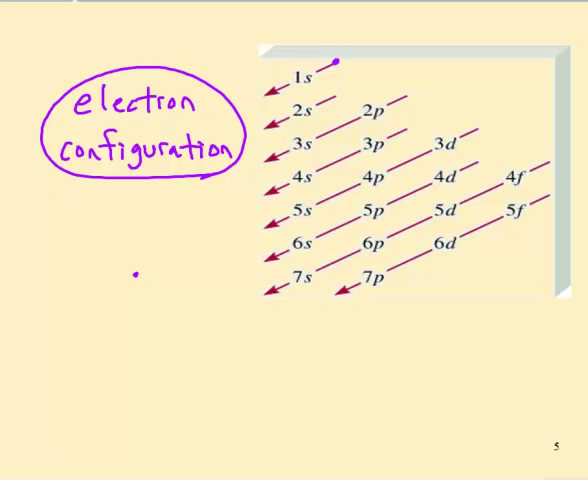 electron
configuration
1s
2s 2p
3s 3p 3d
4s 4p 4d 4f
5s 5p 5d 5f
6s 6p 6d
7s 7p
5